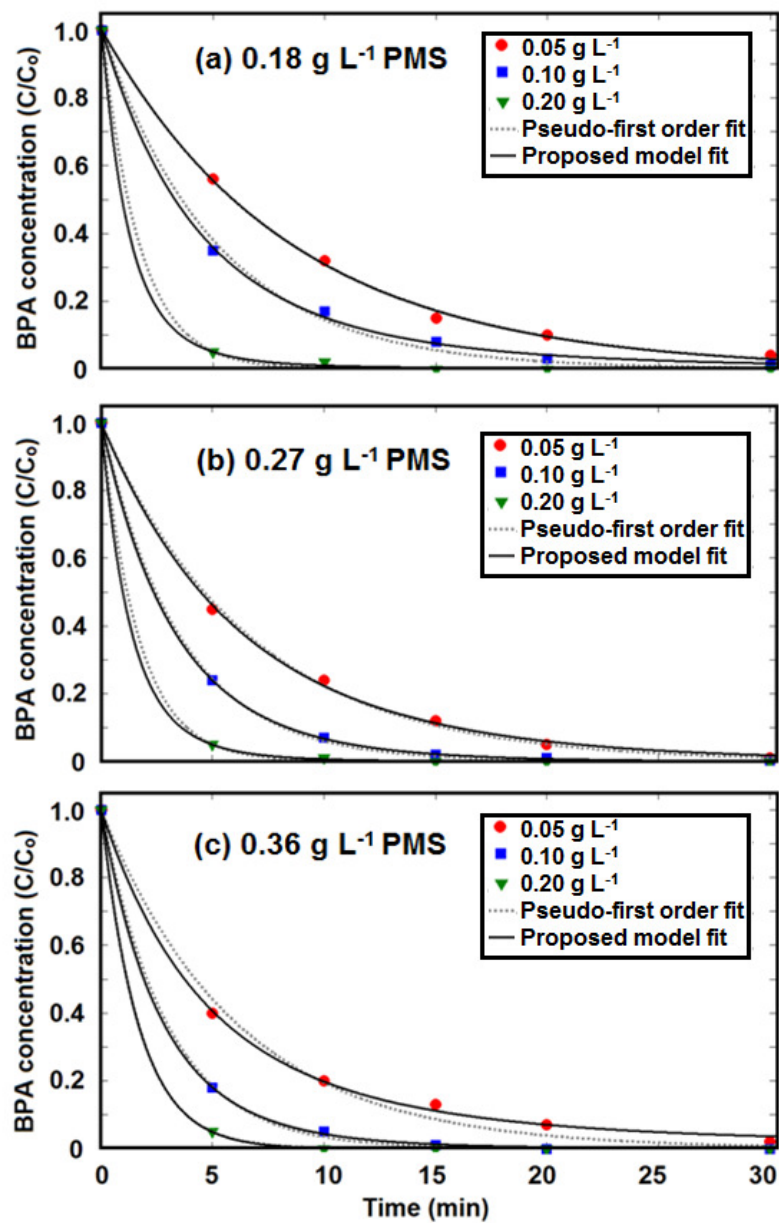 (a) 0.18 g L⁻¹ PMS
0.05 g L⁻¹
0.10 g L⁻¹
0.20 g L⁻¹
Pseudo-first order fit
Proposed model fit
BPA concentration (C/Cₒ)
1.0
0.8
0.6
0.4
0.2
0
(b) 0.27 g L⁻¹ PMS
0.05 g L⁻¹
0.10 g L⁻¹
0.20 g L⁻¹
Pseudo-first order fit
Proposed model fit
BPA concentration (C/Cₒ)
1.0
0.8
0.6
0.4
0.2
0
(c) 0.36 g L⁻¹ PMS
0.05 g L⁻¹
0.10 g L⁻¹
0.20 g L⁻¹
Pseudo-first order fit
Proposed model fit
BPA concentration (C/Cₒ)
1.0
0.8
0.6
0.4
0.2
0
0 5 10 15 20 25 30
Time (min)